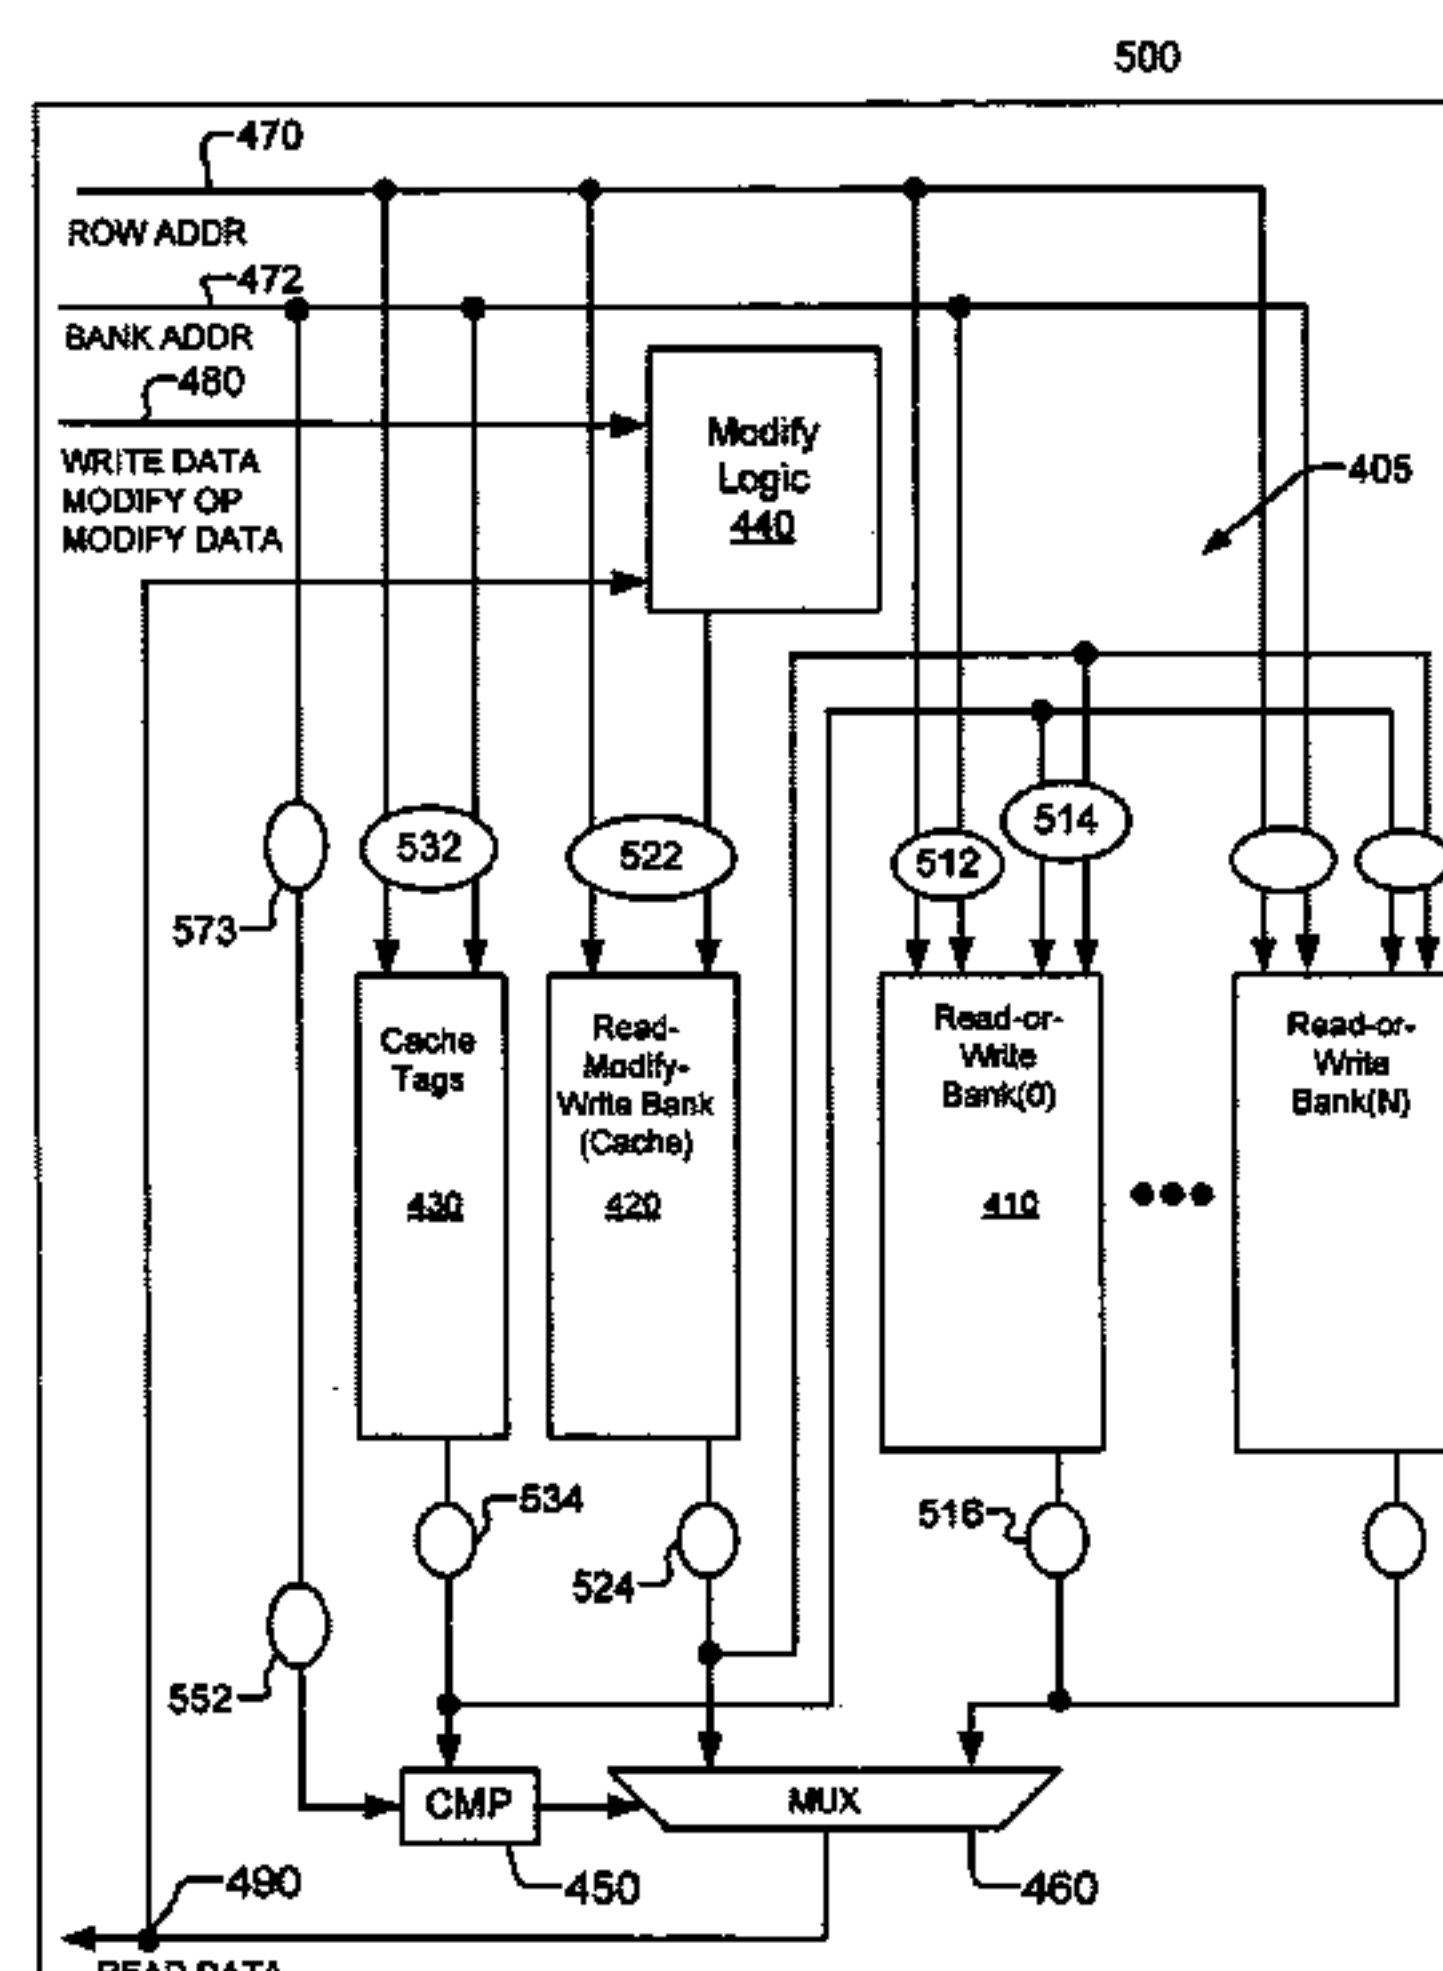 500
470
ROW ADDR
472
BANK ADDR
480
WRITE DATA
MODIFY OP
MODIFY DATA
Modify
Logic
440
405
532
522
512
514
573
Cache
Tags
430
Read-
Modify-
Write Bank
(Cache)
420
Read-or-
Write
Bank(0)
410
Read-or-
Write
Bank(N)
534
524
516
552
CMP
MUX
450
460
490
READ DATA